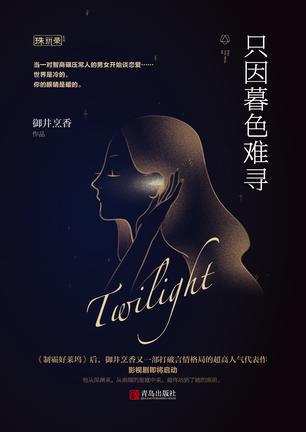 珠玑录
当一对智商碾压常人的男女开始谈恋爱……
世界是冷的，
你的眼睛是暖的。
御井烹香
作品
只因暮色难寻
Twilight
《制霸好莱坞》后，御井烹香又一部打破言情格局的超高人气代表作
影视剧即将启动
青岛出版社